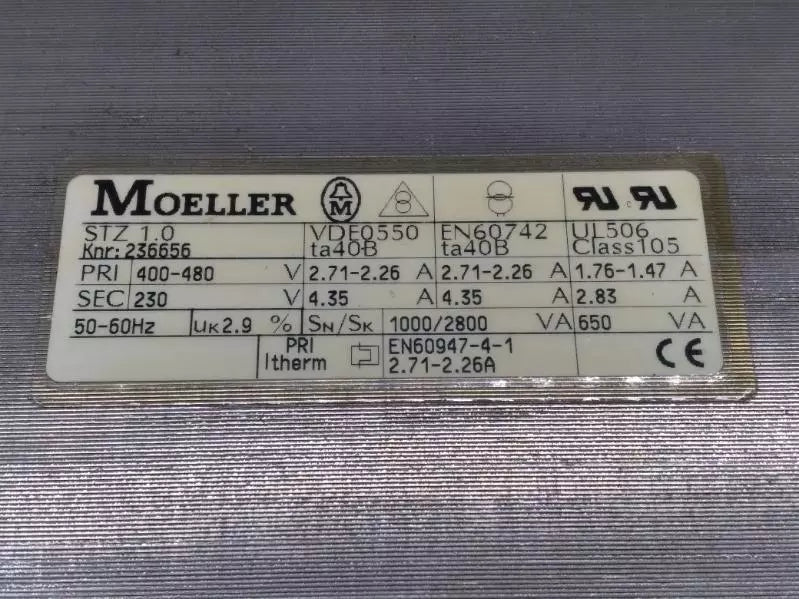 MOELLER
STZ 1.0 VDE0550 EN60742 UL506
Knr: 236656 ta40B ta40B Class105
PRI 400-480 V 2.71-2.26 A 2.71-2.26 A 1.76-1.47 A
SEC 230 V 4.35 A 4.35 A 2.83 A
50-60Hz uK2.9 % SN/SK 1000/2800 VA 650 VA
PRI EN60947-4-1
Itherm 2.71-2.26A CE